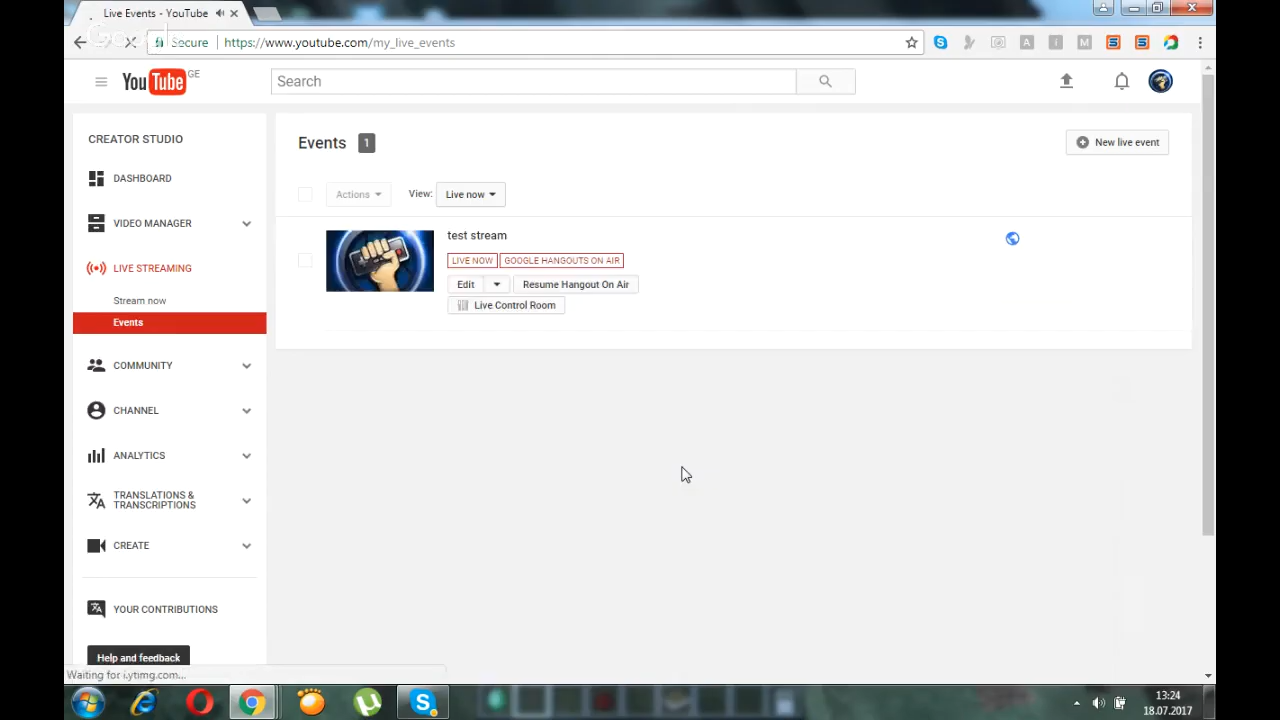 Live Events - YouTube
Google
Secure
https://www.youtube.com/my_live_events
YouTube GE
Search
CREATOR STUDIO
Events 1
New live event
DASHBOARD
Actions
View:
Live now
VIDEO MANAGER
test stream
LIVE NOW
GOOGLE HANGOUTS ON AIR
LIVE STREAMING
Edit
Resume Hangout On Air
Stream now
Live Control Room
Events
COMMUNITY
CHANNEL
ANALYTICS
TRANSLATIONS &
TRANSCRIPTIONS
CREATE
YOUR CONTRIBUTIONS
Help and feedback
Waiting for i.ytimg.com...
13:24
18.07.2017